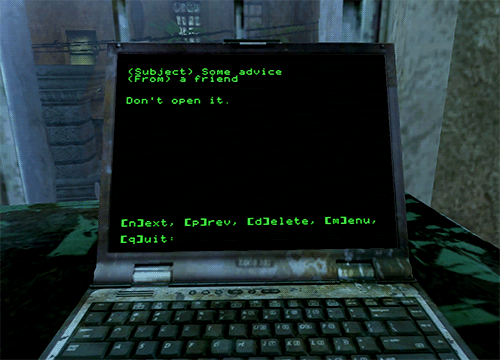 (Subject) Some advice
(From) a friend
Don't open it.
[n]ext, [p]rev, [d]elete, [m]enu,
[q]uit: